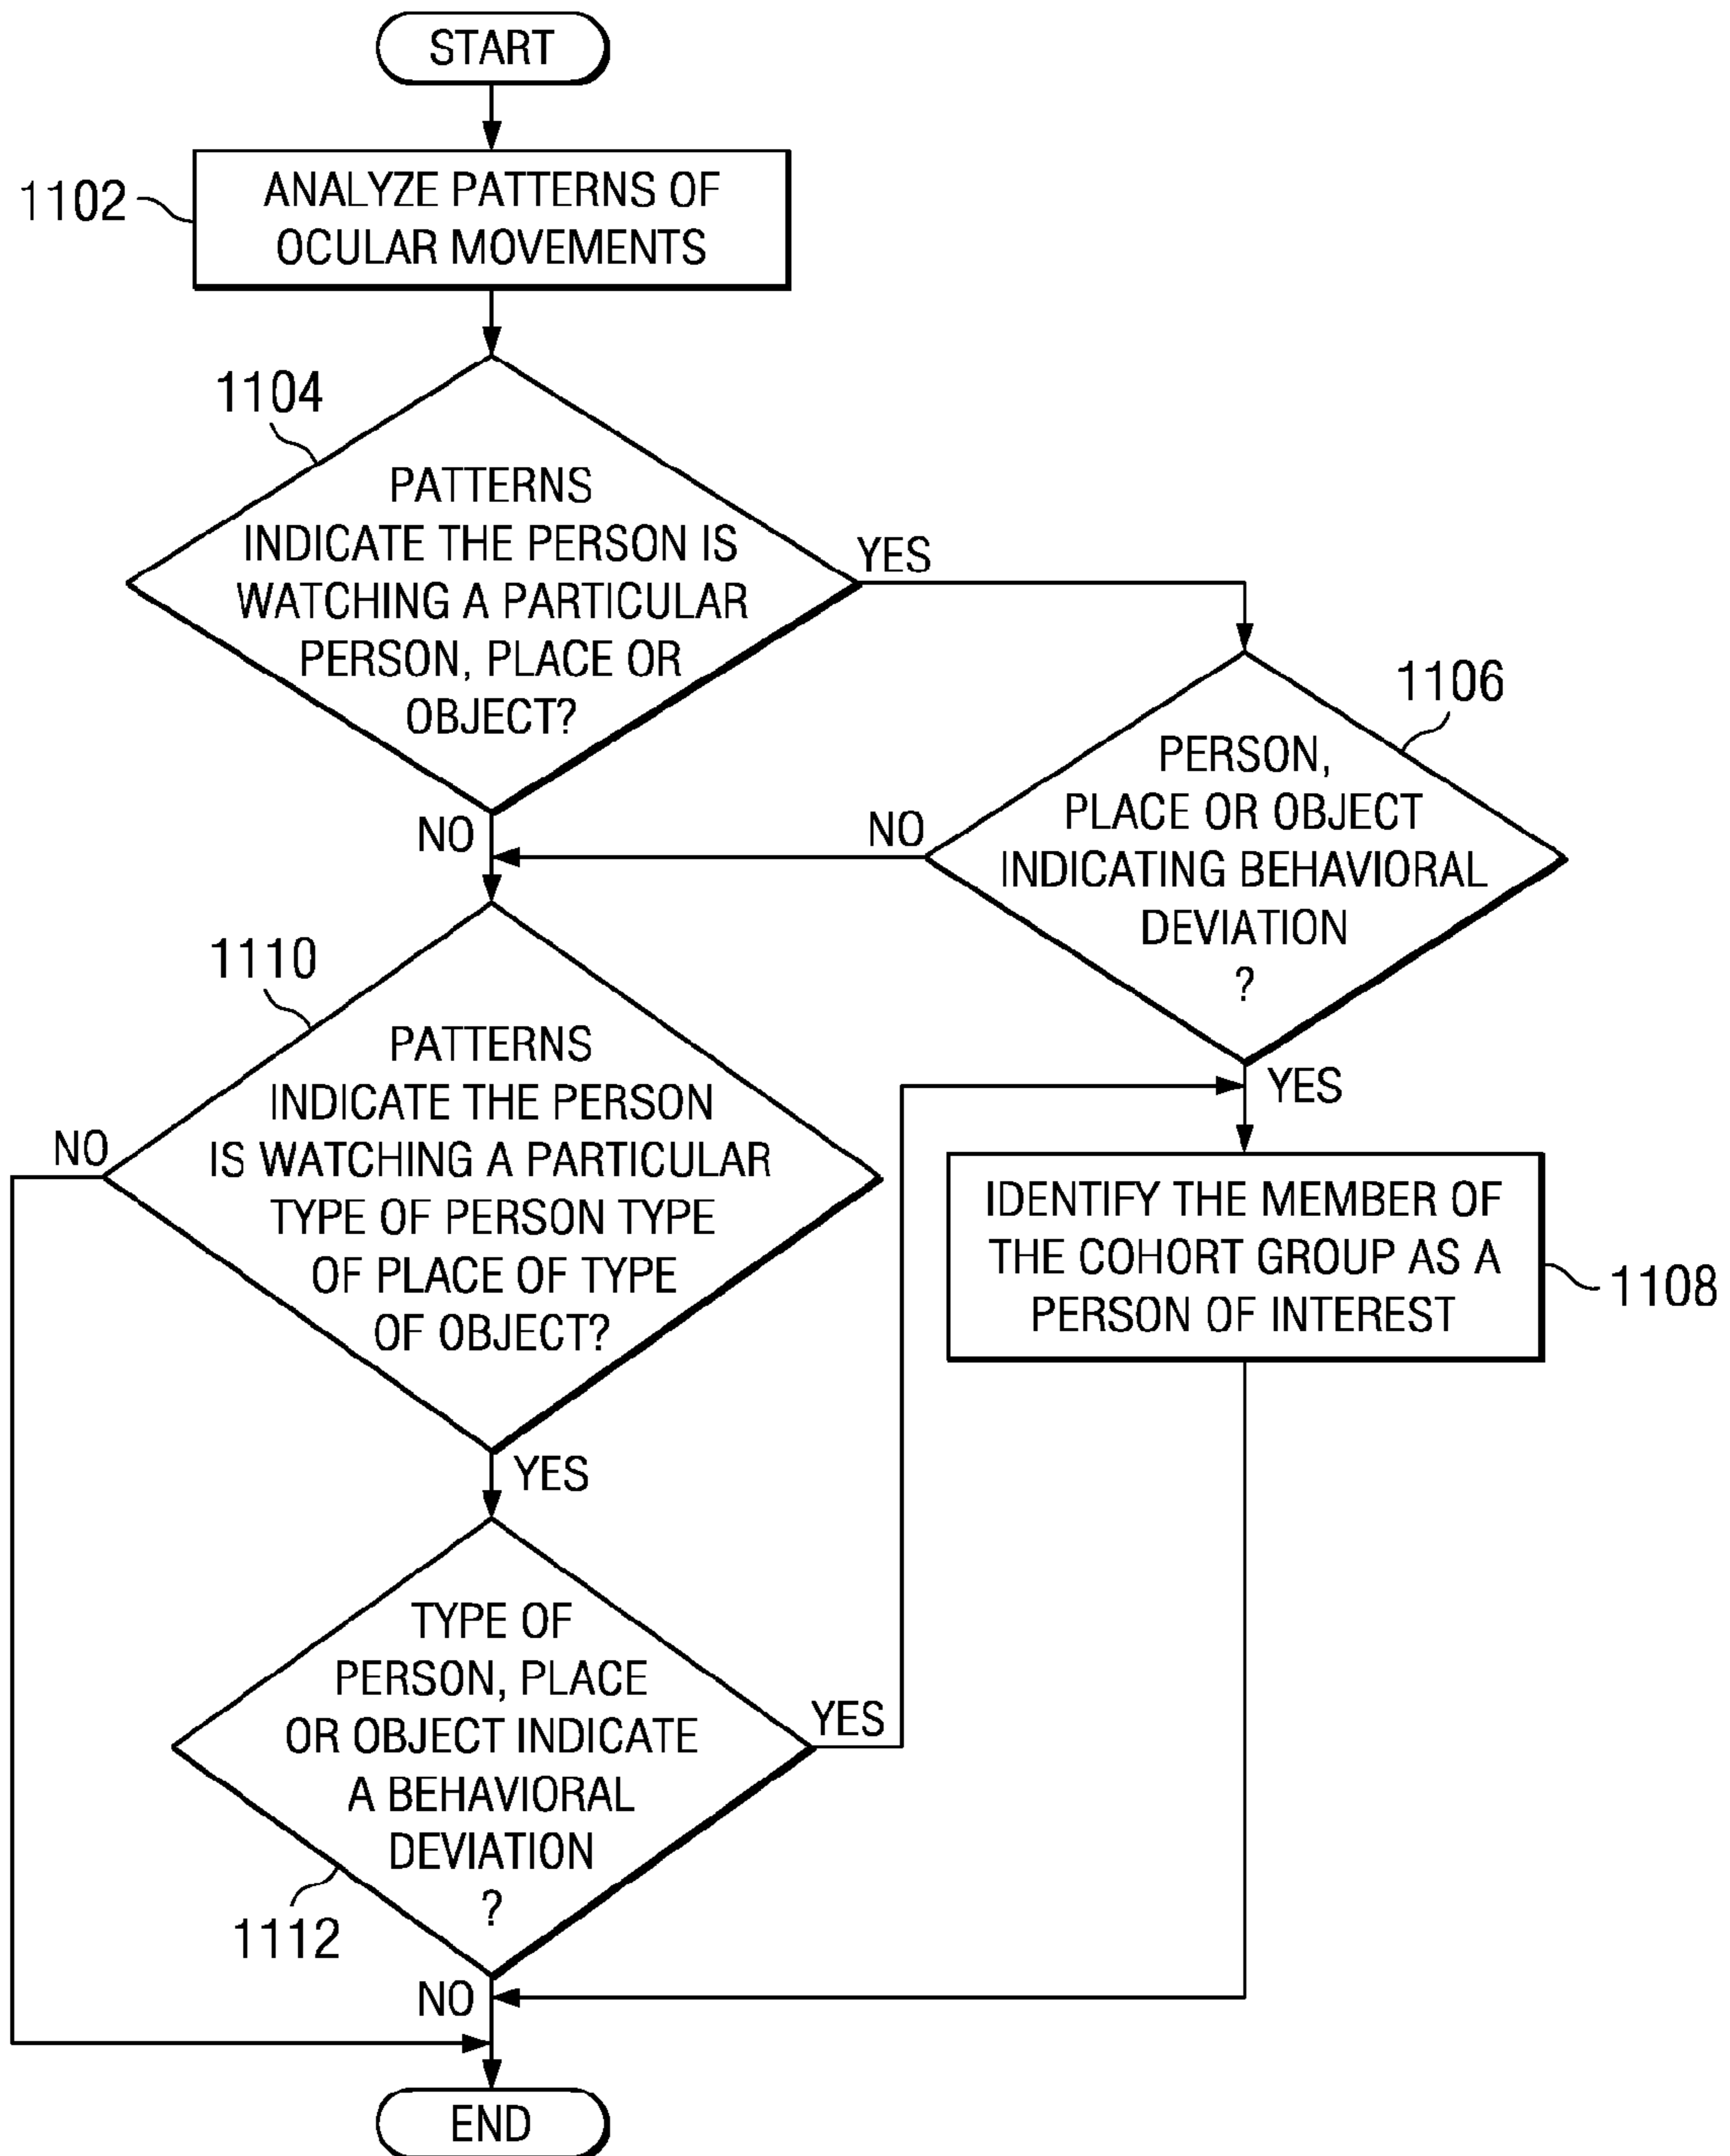 START
1102
ANALYZE PATTERNS OF
OCULAR MOVEMENTS
1104
PATTERNS
INDICATE THE PERSON IS
WATCHING A PARTICULAR
PERSON, PLACE OR
OBJECT?
YES
NO
1106
PERSON,
PLACE OR OBJECT
INDICATING BEHAVIORAL
DEVIATION
?
NO
YES
1108
IDENTIFY THE MEMBER OF
THE COHORT GROUP AS A
PERSON OF INTEREST
1110
PATTERNS
INDICATE THE PERSON
IS WATCHING A PARTICULAR
TYPE OF PERSON TYPE
OF PLACE OF TYPE
OF OBJECT?
NO
YES
TYPE OF
PERSON, PLACE
OR OBJECT INDICATE
A BEHAVIORAL
DEVIATION
?
1112
YES
NO
END